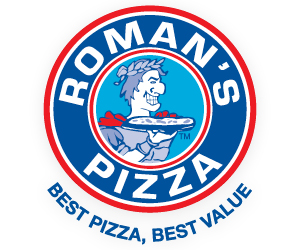 ROMAN'S
PIZZA
TM
BEST PIZZA, BEST VALUE